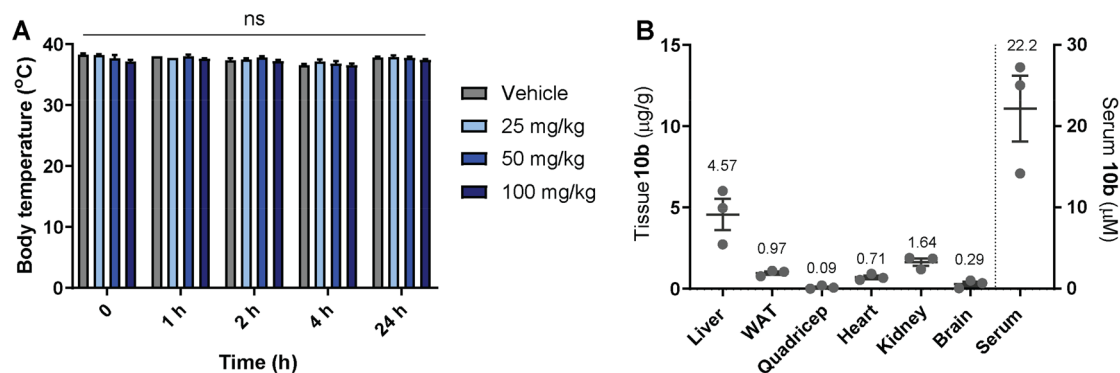 A
ns
Body temperature (°C)
40
30
20
10
0
0
1 h
2 h
4 h
24 h
Time (h)
Vehicle
25 mg/kg
50 mg/kg
100 mg/kg
B
Tissue 10b (µg/g)
15
10
5
0
4.57
0.97
0.09
0.71
1.64
0.29
22.2
Liver
WAT
Quadricep
Heart
Kidney
Brain
Serum
30
20
10
0
Serum 10b (µM)